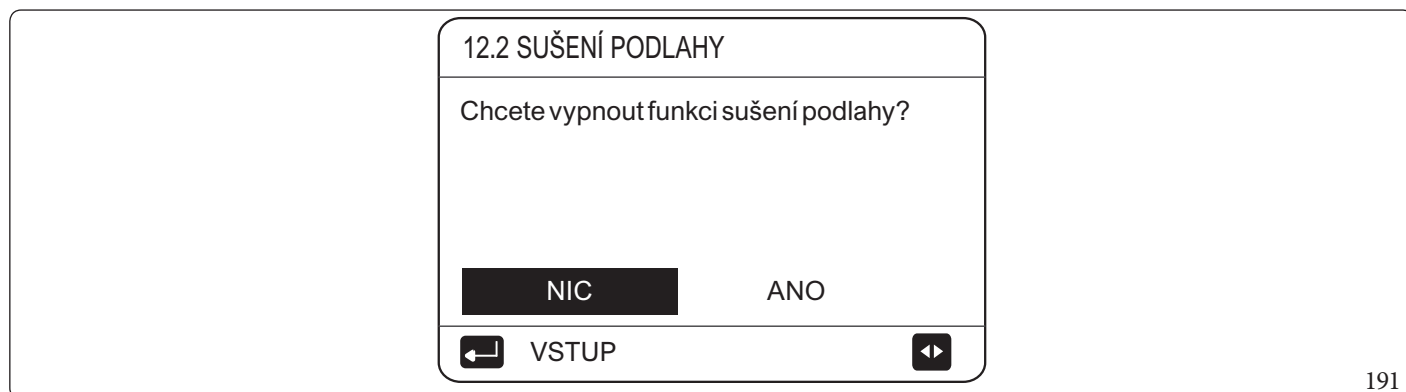 12.2 SUŠENÍ PODLAHY
Chcete vypnout funkci sušení podlahy?
NIC ANO
VSTUP
191